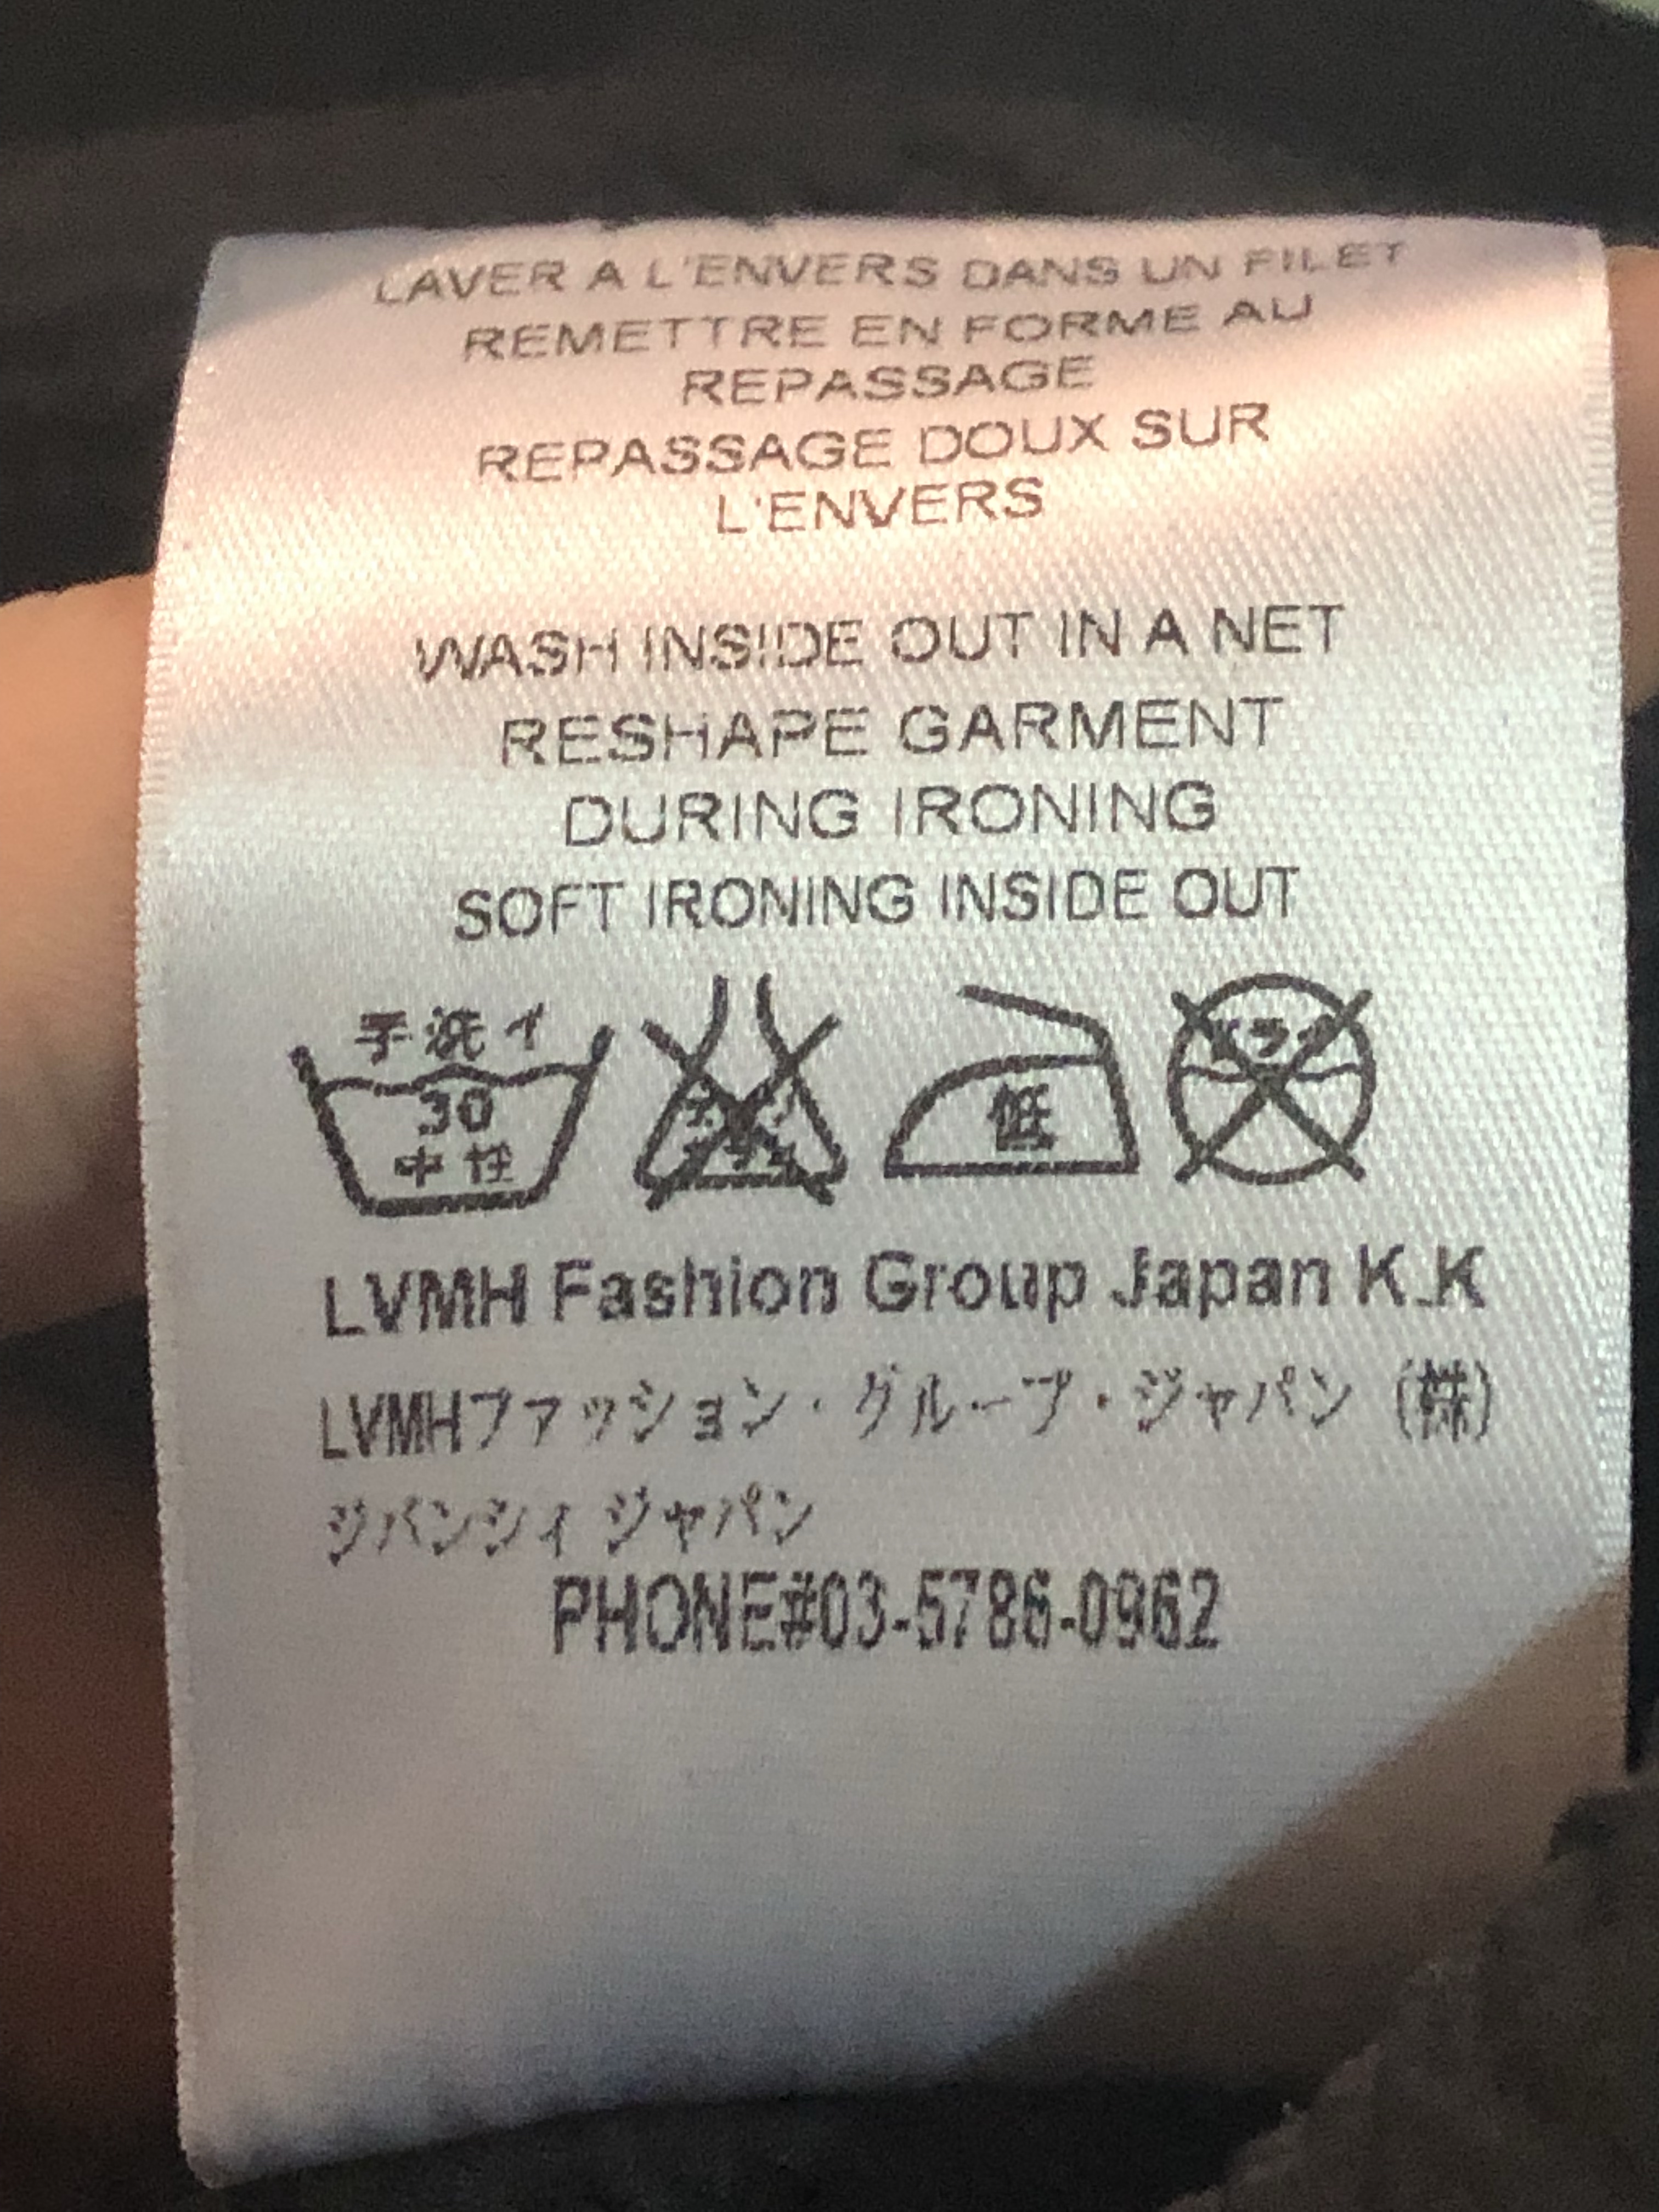 LAVER A L'ENVERS DANS UN FILET
REMETTRE EN FORME AU
REPASSAGE
REPASSAGE DOUX SUR
L'ENVERS
WASH INSIDE OUT IN A NET
RESHAPE GARMENT
DURING IRONING
SOFT IRONING INSIDE OUT
手洗イ
30
中性
低
ドライ
LVMH Fashion Group Japan K.K
LVMHファッション・グループ・ジャパン (株)
ジバンシィ ジャパン
PHONE#03-5786-0962